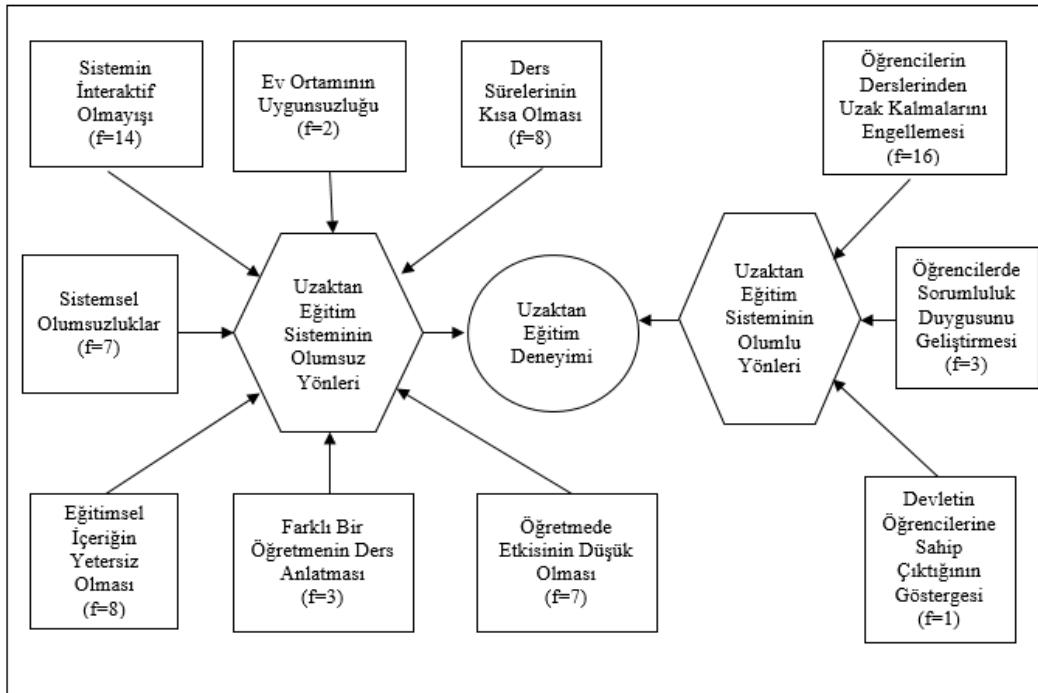 Sistemin
İnteraktif
Olmayışı
(f=14)
Ev Ortamının
Uygunsuzluğu
(f=2)
Ders
Sürelerinin
Kısa Olması
(f=8)
Öğrencilerin
Derslerinden
Uzak Kalmalarını
Engellemesi
(f=16)
Sistemsel
Olumsuzluklar
(f=7)
Uzaktan
Eğitim
Sisteminin
Olumsuz
Yönleri
Uzaktan
Eğitim
Deneyimi
Uzaktan
Eğitim
Sisteminin
Olumlu
Yönleri
Öğrencilerde
Sorumluluk
Duygusunu
Geliştirmesi
(f=3)
Eğitimsel
İçeriğin
Yetersiz
Olması
(f=8)
Farklı Bir
Öğretmenin Ders
Anlatması
(f=3)
Öğretmede
Etkisinin Düşük
Olması
(f=7)
Devletin
Öğrencilerine
Sahip
Çıktığının
Göstergesi
(f=1)